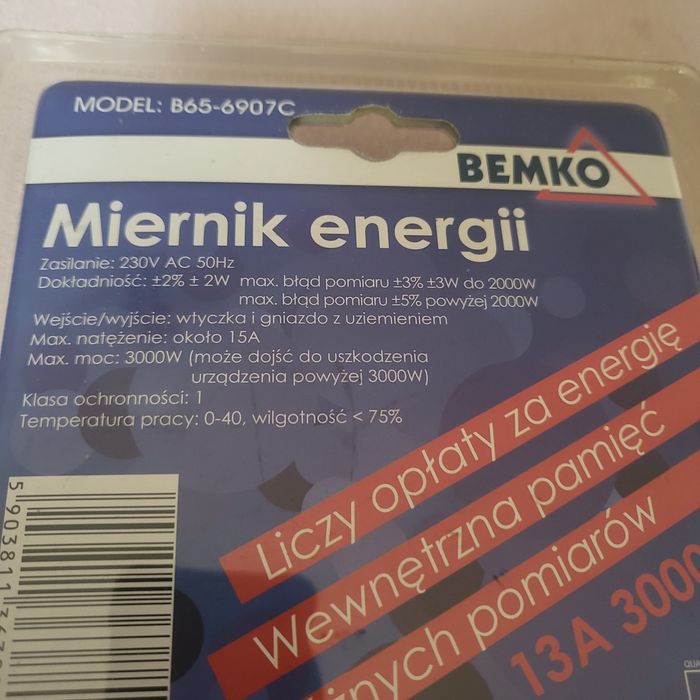 MODEL: B65-6907C
BEMKO
Miernik energii
Zasilanie: 230V AC 50Hz
Dokładność: ±2% ± 2W max. błąd pomiaru ±3% ±3W do 2000W
max. błąd pomiaru ±5% powyżej 2000W
Wejście/wyjście: wtyczka i gniazdo z uziemieniem
Max. natężenie: około 15A
Max. moc: 3000W (może dojść do uszkodzenia
urządzenia powyżej 3000W)
Klasa ochronności: 1
Temperatura pracy: 0-40, wilgotność < 75%
Liczy opłaty za energię
Wewnętrzna pamięć
pomiarów
13A 3000
5 903811